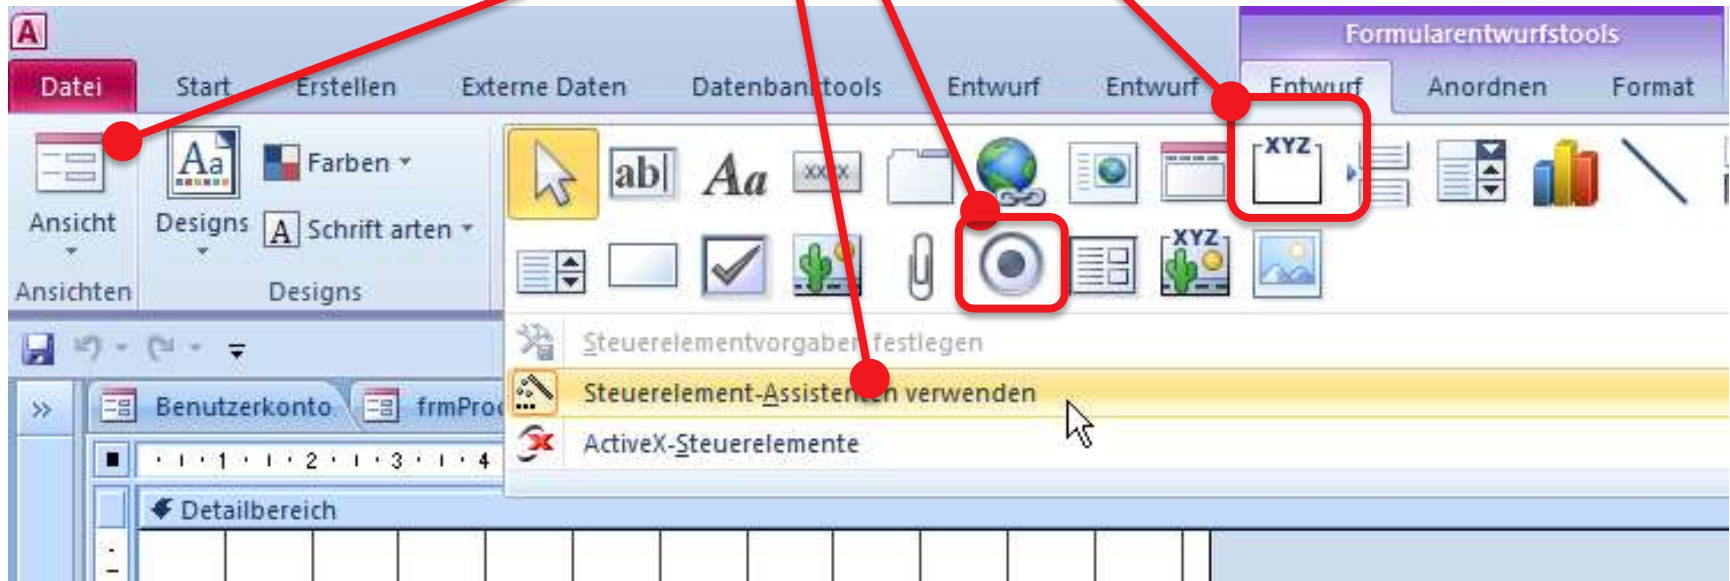 A
Formularentwurfstools
Datei Start Erstellen Externe Daten Datenbanktools Entwurf Entwurf Entwurf Anordnen Format
Aa Farben ab| Aa XXXX XYZ
Ansicht Designs A Schriftarten
XYZ
Ansichten Designs
Steuerelementvorgaben festlegen
Steuerelement-Assistenten verwenden
Benutzerkonto frmProd
ActiveX-Steuerelemente
1 2 3 4
Detailbereich